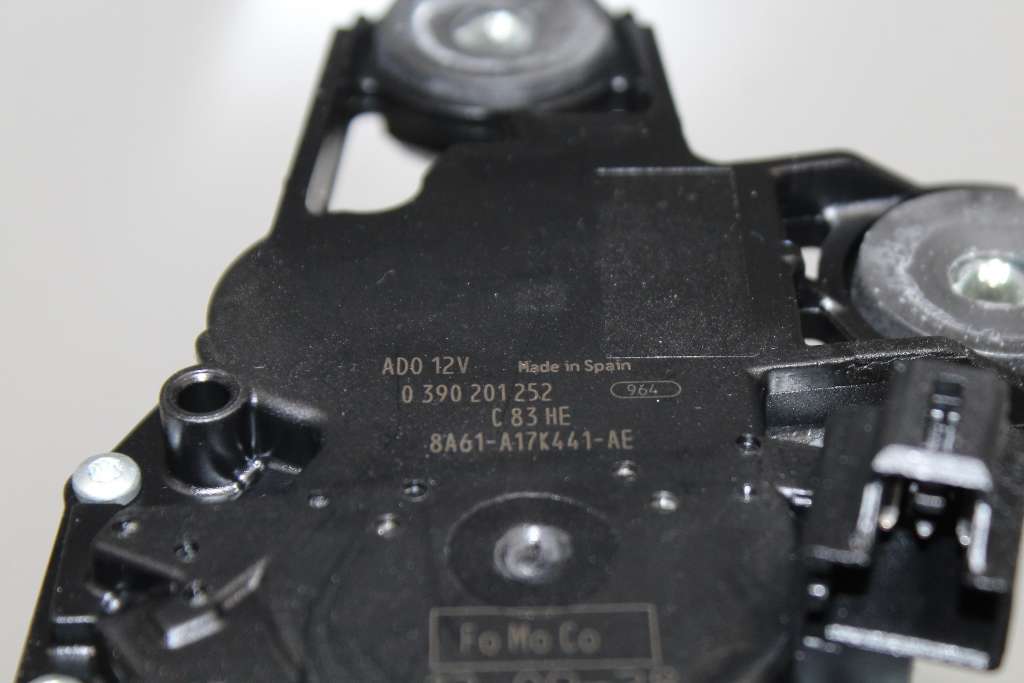 ADO 12V Made in Spain
0 390 201 252 964
C 83 HE
8A61-A17K441-AE
FoMoCo